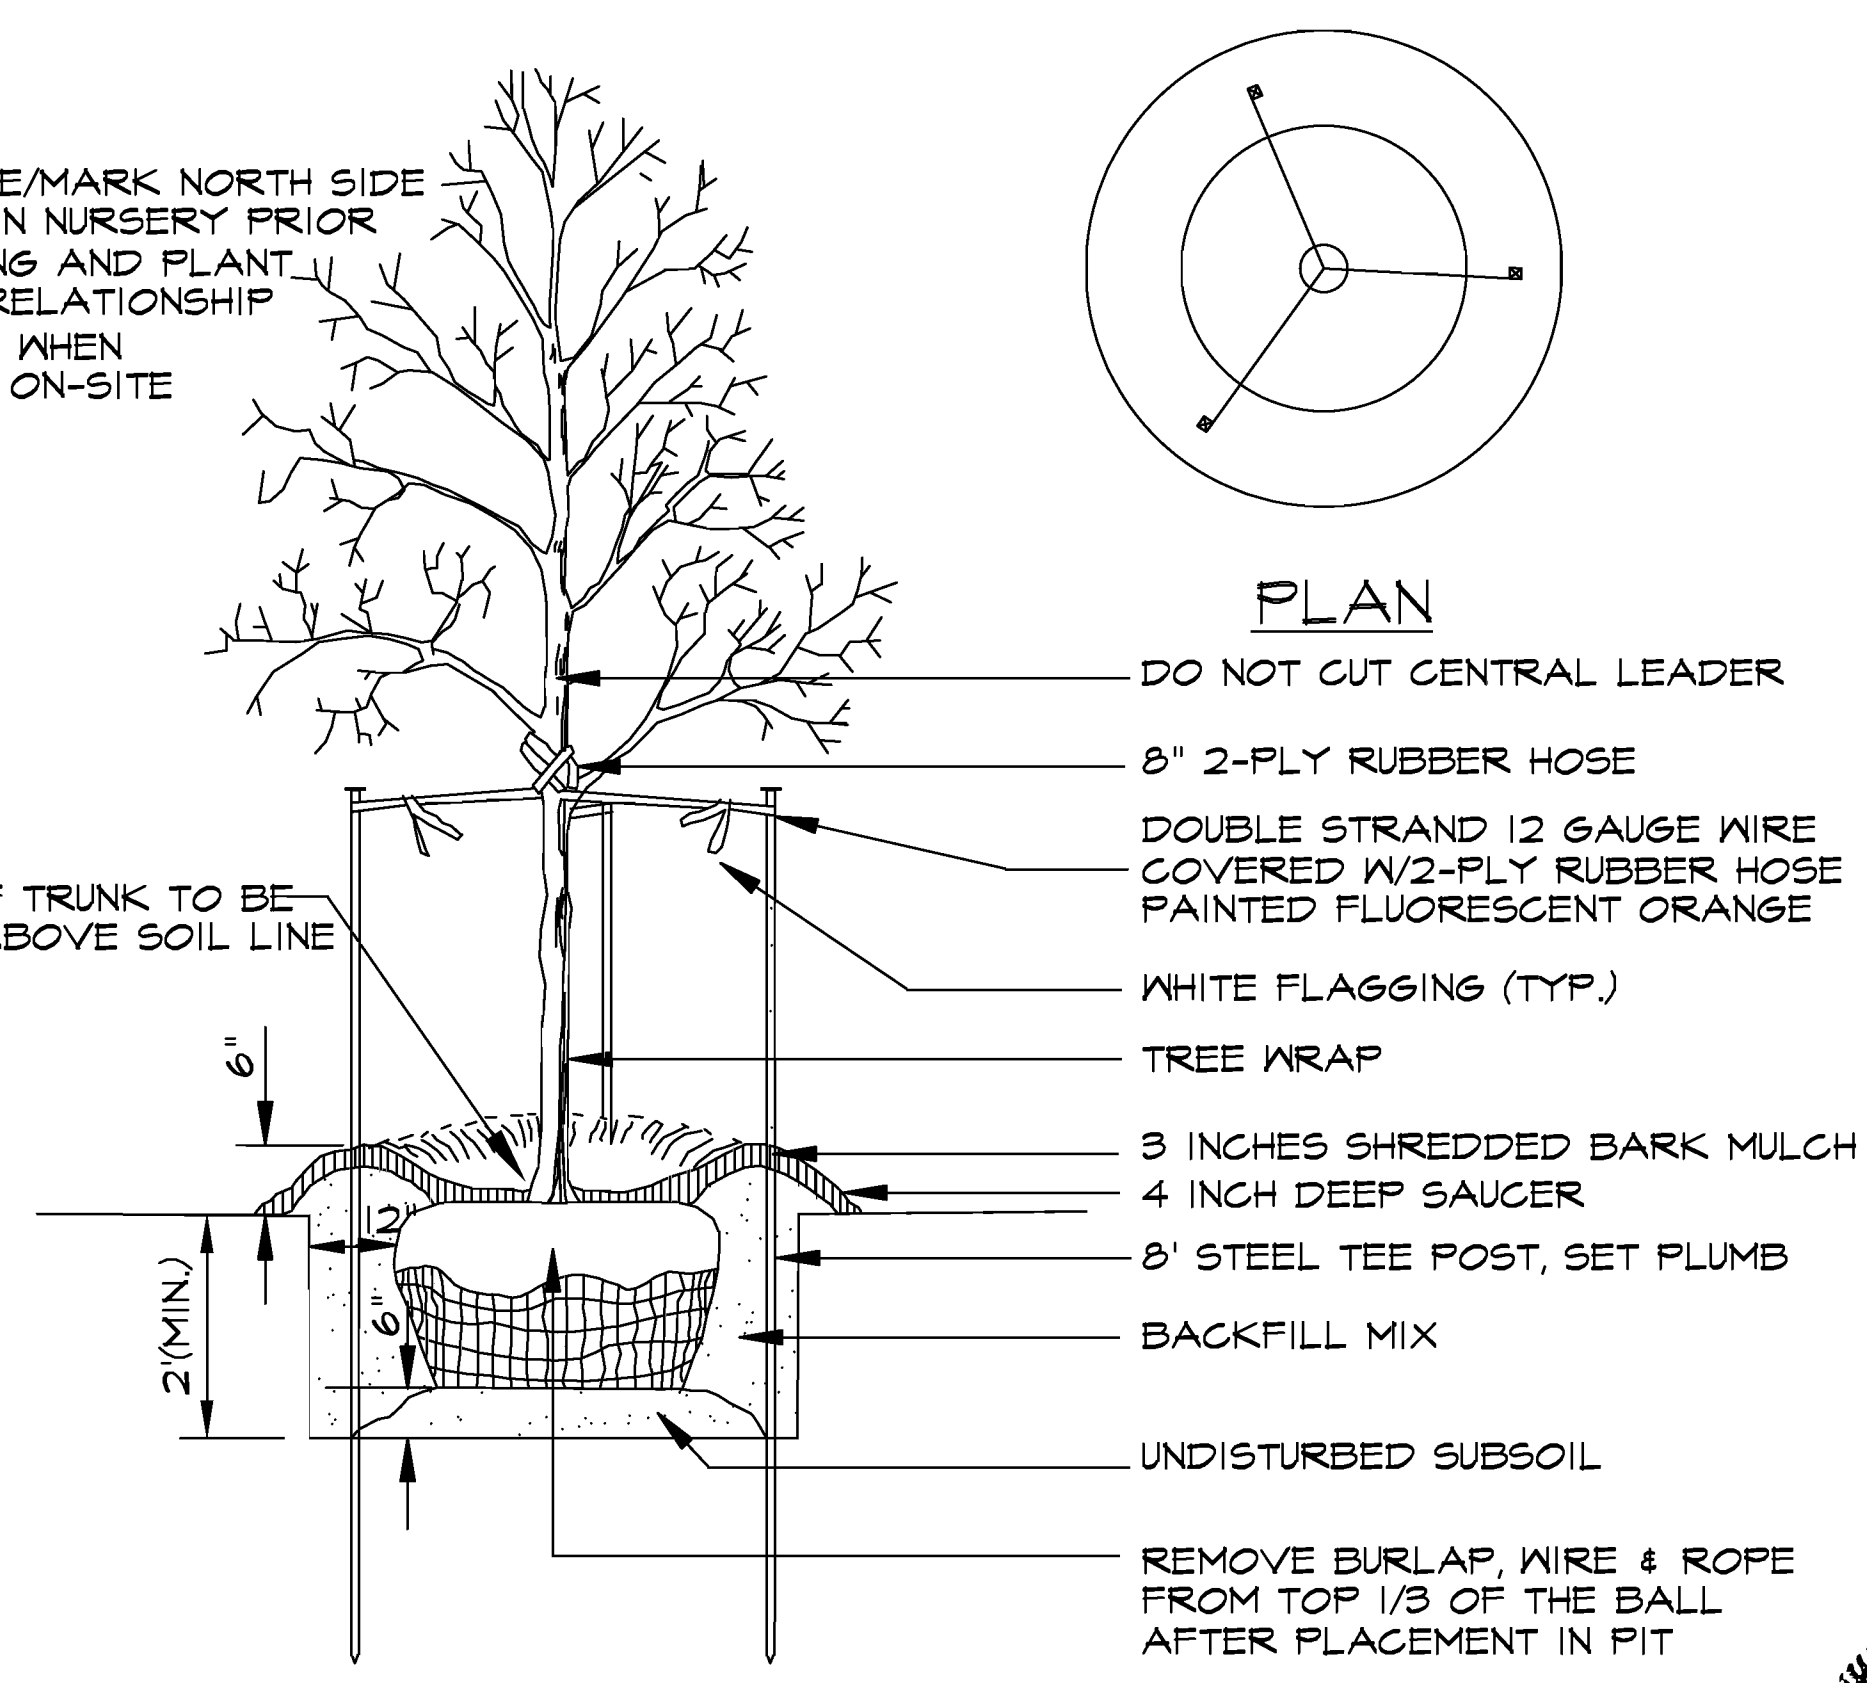 E/MARK NORTH SIDE
N NURSERY PRIOR
NG AND PLANT
RELATIONSHIP
WHEN
ON-SITE
PLAN
DO NOT CUT CENTRAL LEADER
8" 2-PLY RUBBER HOSE
DOUBLE STRAND 12 GAUGE WIRE
COVERED W/2-PLY RUBBER HOSE
PAINTED FLUORESCENT ORANGE
F TRUNK TO BE
ABOVE SOIL LINE
WHITE FLAGGING (TYP.)
TREE WRAP
6"
3 INCHES SHREDDED BARK MULCH
4 INCH DEEP SAUCER
12"
8' STEEL TEE POST, SET PLUMB
2'(MIN.)
6"
BACKFILL MIX
UNDISTURBED SUBSOIL
REMOVE BURLAP, WIRE & ROPE
FROM TOP 1/3 OF THE BALL
AFTER PLACEMENT IN PIT